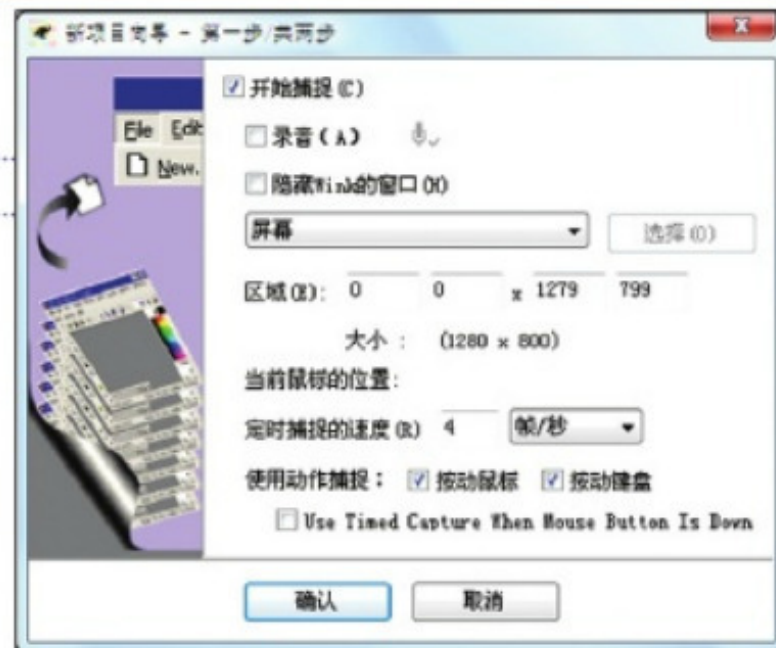 新项目向导 - 第一步/共两步
File Edit
New.
开始捕捉(C)
录音(A)
隐藏Wink的窗口(H)
屏幕
选择(O)
区域(E): 0 0 x 1279 799
大小 : (1280 x 800)
当前鼠标的位置:
定时捕捉的速度(R) 4 帧/秒
使用动作捕捉: 按动鼠标 按动键盘
Use Timed Capture When Mouse Button Is Down
确认 取消